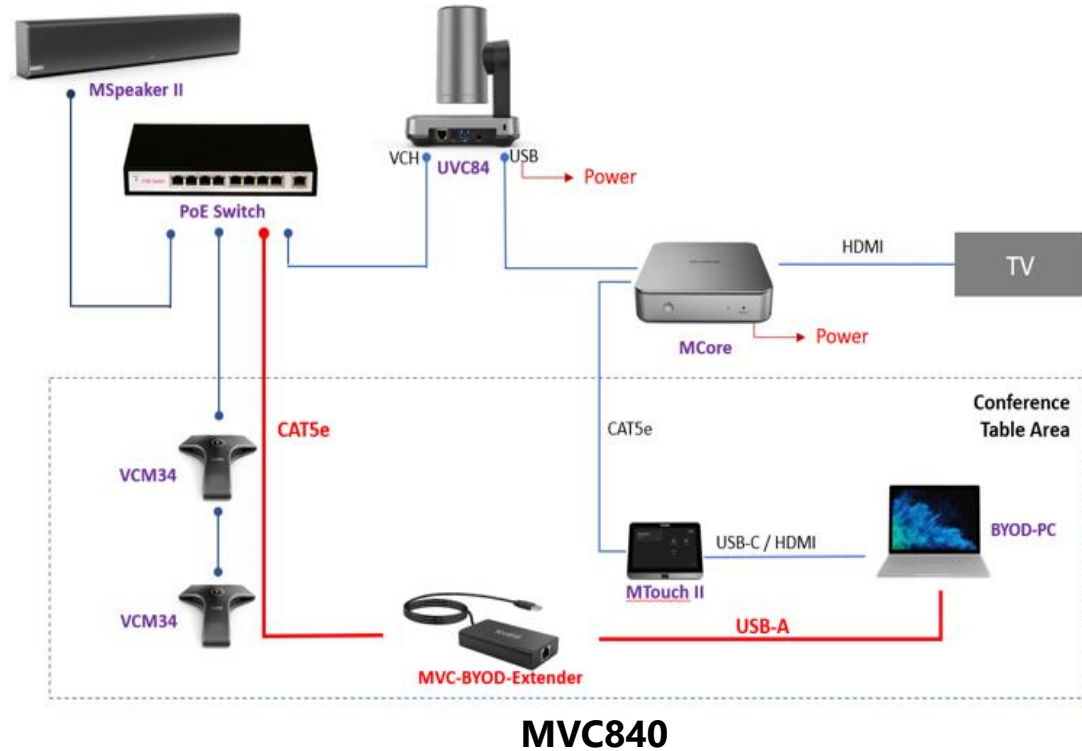 MSpeaker II
PoE Switch
VCH
UVC84
USB
Power
HDMI
TV
MCore
Power
Conference
Table Area
CAT5e
CAT5e
VCM34
BYOD-PC
USB-C / HDMI
MTouch II
VCM34
USB-A
MVC-BYOD-Extender
MVC840